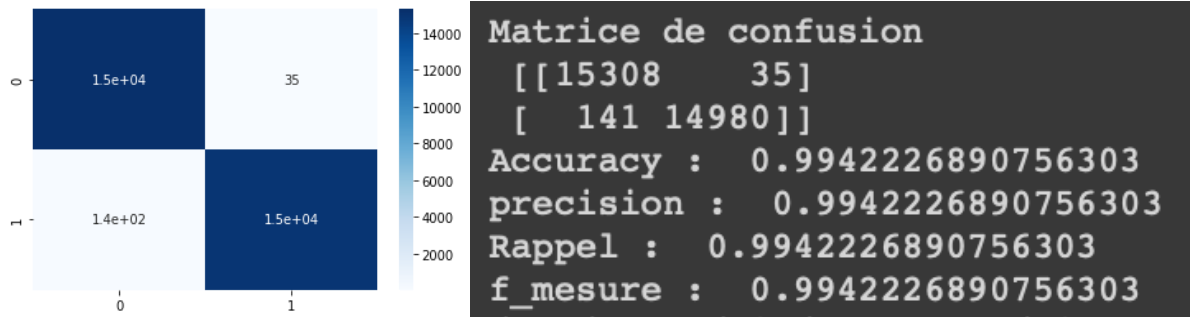 0
1.5e+04
35
1
1.4e+02
1.5e+04
0
1
14000
12000
10000
8000
6000
4000
2000
Matrice de confusion
[[15308 35]
[ 141 14980]]
Accuracy : 0.9942226890756303
precision : 0.9942226890756303
Rappel : 0.9942226890756303
f_mesure : 0.9942226890756303